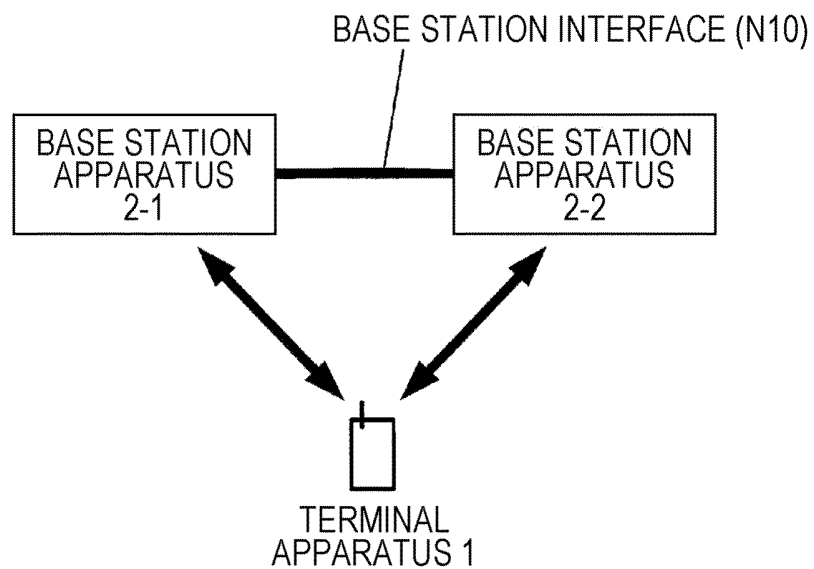 BASE STATION INTERFACE (N10)
BASE STATION
APPARATUS
2-1
BASE STATION
APPARATUS
2-2
TERMINAL
APPARATUS 1